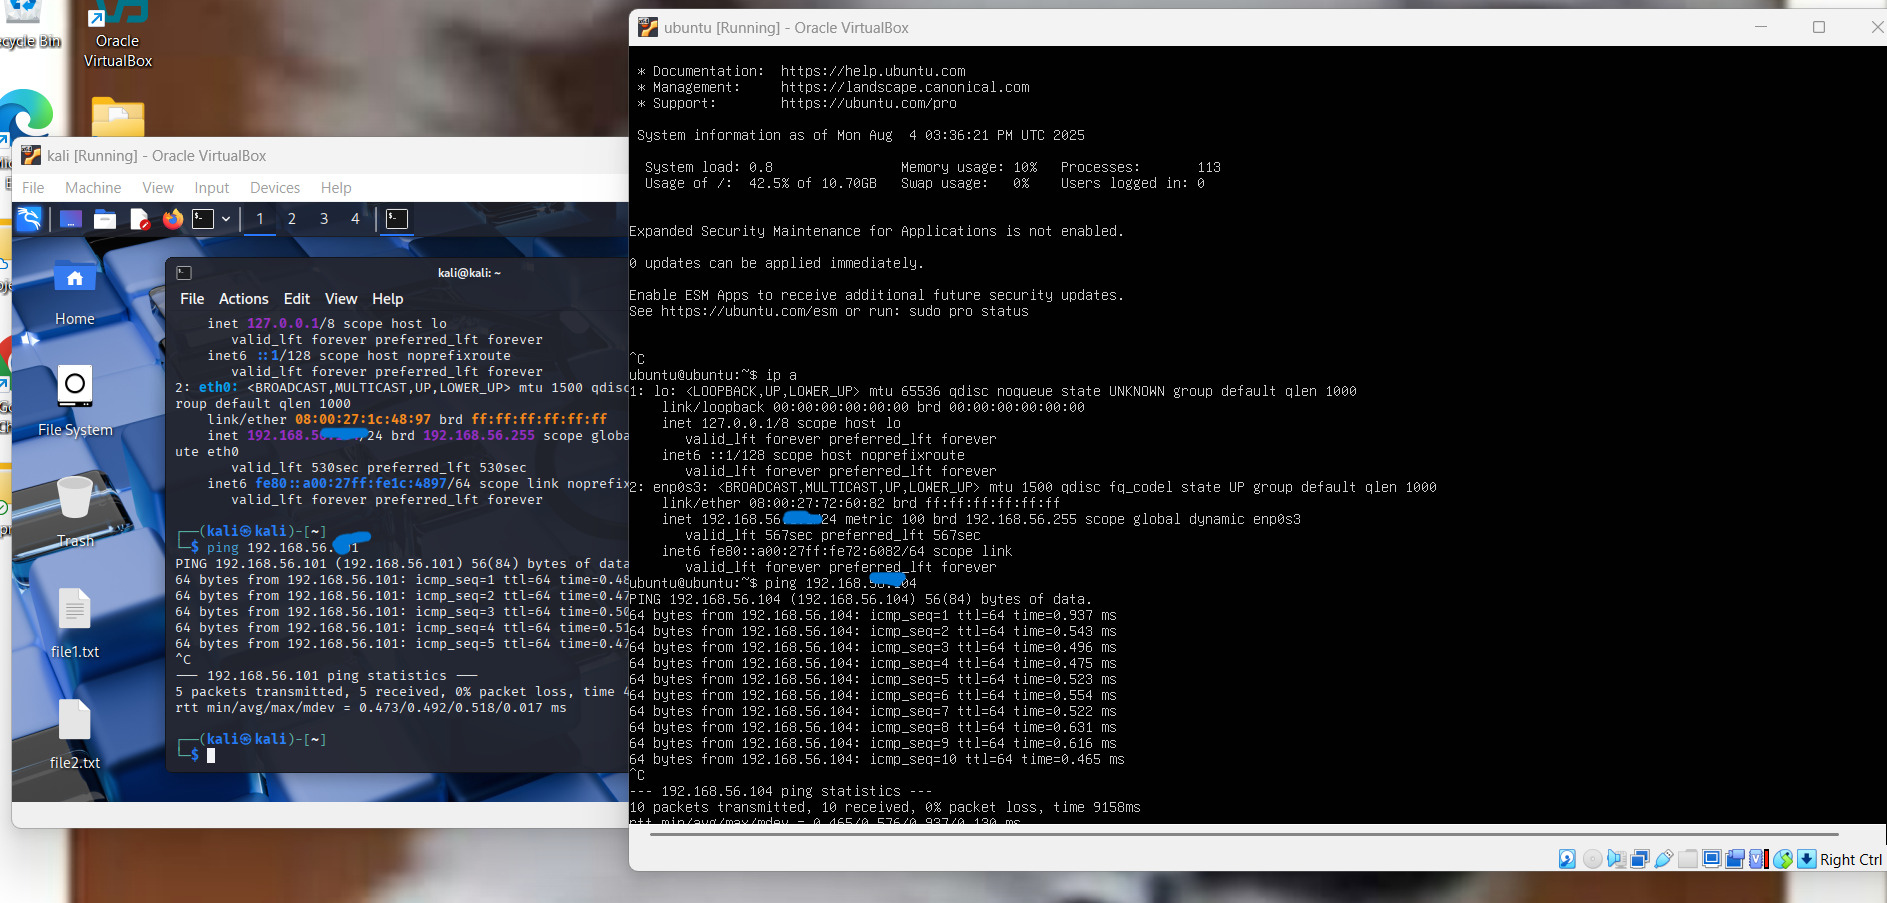 ecycle Bin
Oracle
VirtualBox
kali [Running] - Oracle VirtualBox
File Machine View Input Devices Help
1 2 3 4
Home
File System
Trash
file1.txt
file2.txt
kali@kali: ~
File Actions Edit View Help
inet 127.0.0.1/8 scope host lo
valid_lft forever preferred_lft forever
inet6 ::1/128 scope host noprefixroute
valid_lft forever preferred_lft forever
2: eth0: <BROADCAST,MULTICAST,UP,LOWER_UP> mtu 1500 qdisc
roup default qlen 1000
link/ether 08:00:27:1c:48:97 brd ff:ff:ff:ff:ff:ff
inet 192.168.56. /24 brd 192.168.56.255 scope globa
ute eth0
valid_lft 530sec preferred_lft 530sec
inet6 fe80::a00:27ff:fe1c:4897/64 scope link noprefix
valid_lft forever preferred_lft forever
┌──(kali㉿kali)-[~]
└─$ ping 192.168.56. 1
PING 192.168.56.101 (192.168.56.101) 56(84) bytes of data
64 bytes from 192.168.56.101: icmp_seq=1 ttl=64 time=0.48
64 bytes from 192.168.56.101: icmp_seq=2 ttl=64 time=0.47
64 bytes from 192.168.56.101: icmp_seq=3 ttl=64 time=0.50
64 bytes from 192.168.56.101: icmp_seq=4 ttl=64 time=0.51
64 bytes from 192.168.56.101: icmp_seq=5 ttl=64 time=0.47
^C
--- 192.168.56.101 ping statistics ---
5 packets transmitted, 5 received, 0% packet loss, time 4
rtt min/avg/max/mdev = 0.473/0.492/0.518/0.017 ms
┌──(kali㉿kali)-[~]
└─$
ubuntu [Running] - Oracle VirtualBox
* Documentation: https://help.ubuntu.com
* Management: https://landscape.canonical.com
* Support: https://ubuntu.com/pro
System information as of Mon Aug 4 03:36:21 PM UTC 2025
System load: 0.8 Memory usage: 10% Processes: 113
Usage of /: 42.5% of 10.70GB Swap usage: 0% Users logged in: 0
Expanded Security Maintenance for Applications is not enabled.
0 updates can be applied immediately.
Enable ESM Apps to receive additional future security updates.
See https://ubuntu.com/esm or run: sudo pro status
^C
ubuntu@ubuntu:~$ ip a
1: lo: <LOOPBACK,UP,LOWER_UP> mtu 65536 qdisc noqueue state UNKNOWN group default qlen 1000
link/loopback 00:00:00:00:00:00 brd 00:00:00:00:00:00
inet 127.0.0.1/8 scope host lo
valid_lft forever preferred_lft forever
inet6 ::1/128 scope host noprefixroute
valid_lft forever preferred_lft forever
2: enp0s3: <BROADCAST,MULTICAST,UP,LOWER_UP> mtu 1500 qdisc fq_codel state UP group default qlen 1000
link/ether 08:00:27:72:60:82 brd ff:ff:ff:ff:ff:ff
inet 192.168.56 24 metric 100 brd 192.168.56.255 scope global dynamic enp0s3
valid_lft 567sec preferred_lft 567sec
inet6 fe80::a00:27ff:fe72:6082/64 scope link
valid_lft forever preferred_lft forever
ubuntu@ubuntu:~$ ping 192.168.56.104
PING 192.168.56.104 (192.168.56.104) 56(84) bytes of data.
64 bytes from 192.168.56.104: icmp_seq=1 ttl=64 time=0.937 ms
64 bytes from 192.168.56.104: icmp_seq=2 ttl=64 time=0.543 ms
64 bytes from 192.168.56.104: icmp_seq=3 ttl=64 time=0.496 ms
64 bytes from 192.168.56.104: icmp_seq=4 ttl=64 time=0.475 ms
64 bytes from 192.168.56.104: icmp_seq=5 ttl=64 time=0.523 ms
64 bytes from 192.168.56.104: icmp_seq=6 ttl=64 time=0.554 ms
64 bytes from 192.168.56.104: icmp_seq=7 ttl=64 time=0.522 ms
64 bytes from 192.168.56.104: icmp_seq=8 ttl=64 time=0.631 ms
64 bytes from 192.168.56.104: icmp_seq=9 ttl=64 time=0.616 ms
64 bytes from 192.168.56.104: icmp_seq=10 ttl=64 time=0.465 ms
^C
--- 192.168.56.104 ping statistics ---
10 packets transmitted, 10 received, 0% packet loss, time 9158ms
rtt min/avg/max/mdev = 0.465/0.576/0.937/0.130 ms
Right Ctrl